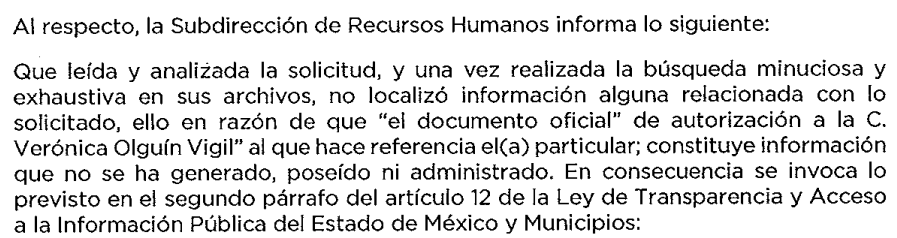 Al respecto, la Subdirección de Recursos Humanos informa lo siguiente:
Que leída y analizada la solicitud, y una vez realizada la búsqueda minuciosa y
exhaustiva en sus archivos, no localizó información alguna relacionada con lo
solicitado, ello en razón de que “el documento oficial” de autorización a la C.
Verónica Olguín Vigil” al que hace referencia el(a) particular; constituye información
que no se ha generado, poseído ni administrado. En consecuencia se invoca lo
previsto en el segundo párrafo del artículo 12 de la Ley de Transparencia y Acceso
a la Información Pública del Estado de México y Municipios: